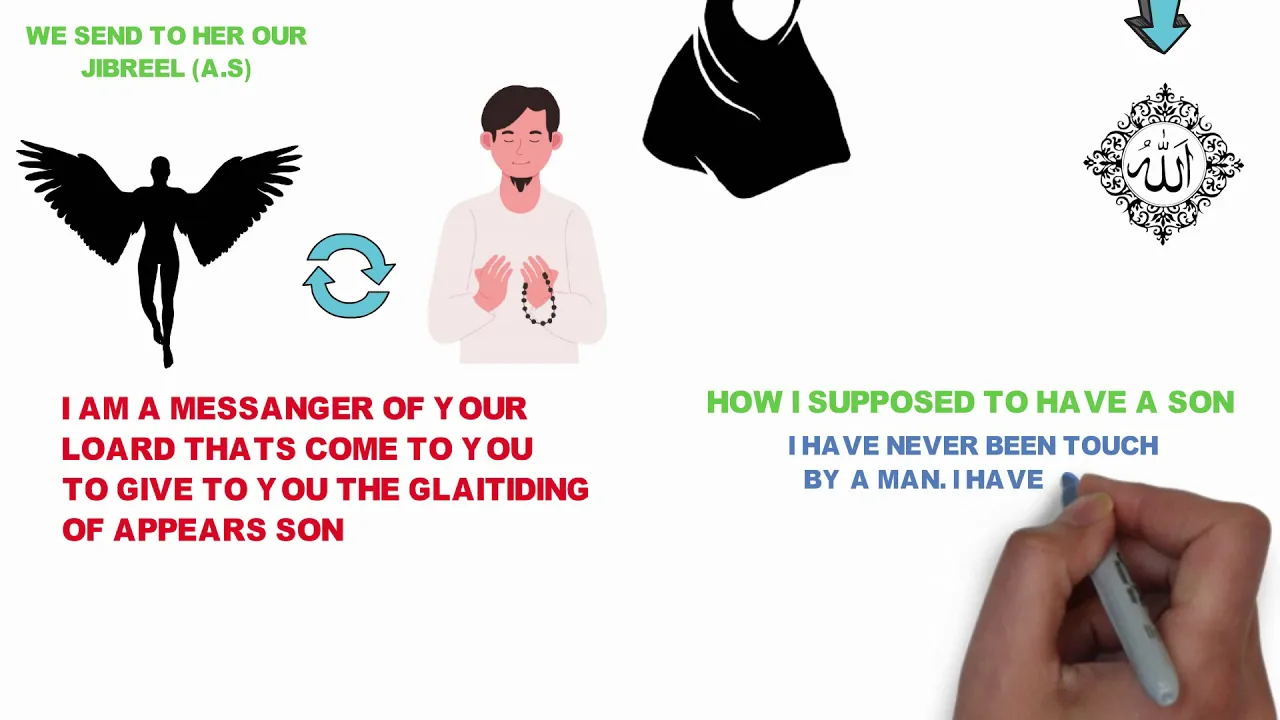 WE SEND TO HER OUR
JIBREEL (A.S)
الله
I AM A MESSANGER OF YOUR
LOARD THATS COME TO YOU
TO GIVE TO YOU THE GLAITIDING
OF APPEARS SON
HOW I SUPPOSED TO HAVE A SON
I HAVE NEVER BEEN TOUCH
BY A MAN. I HAVE